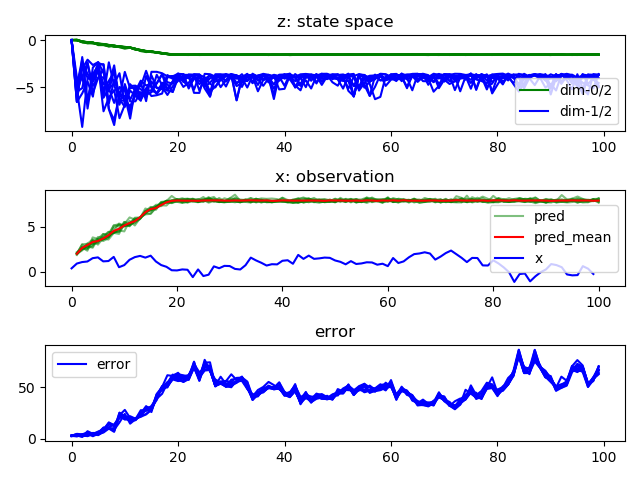 z: state space
0
−5
dim-0/2
dim-1/2
0 20 40 60 80 100
x: observation
5
0
pred
pred_mean
x
0 20 40 60 80 100
error
50
0
error
0 20 40 60 80 100